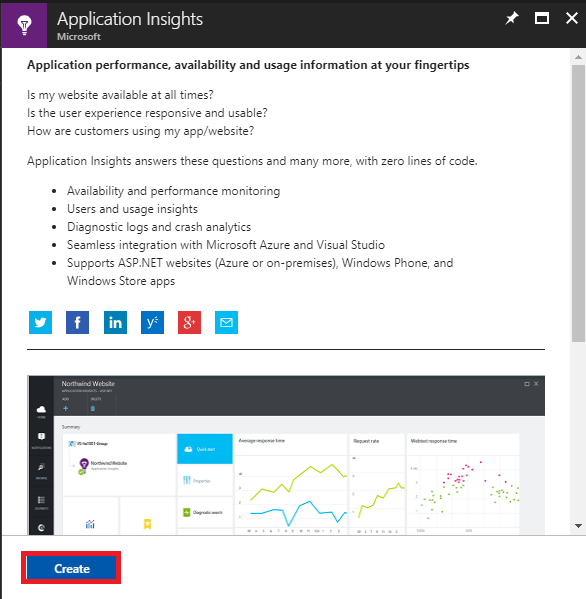 Application Insights
Microsoft
Application performance, availability and usage information at your fingertips
Is my website available at all times?
Is the user experience responsive and usable?
How are customers using my app/website?
Application Insights answers these questions and many more, with zero lines of code.
Availability and performance monitoring
Users and usage insights
Diagnostic logs and crash analytics
Seamless integration with Microsoft Azure and Visual Studio
Supports ASP.NET websites (Azure or on-premises), Windows Phone, and
Windows Store apps
Northwind Website
Summary
Quick start
Average response time
Request rate
Webtest response time
Northwind Website
Application Insights
Properties
Diagnostic search
Create